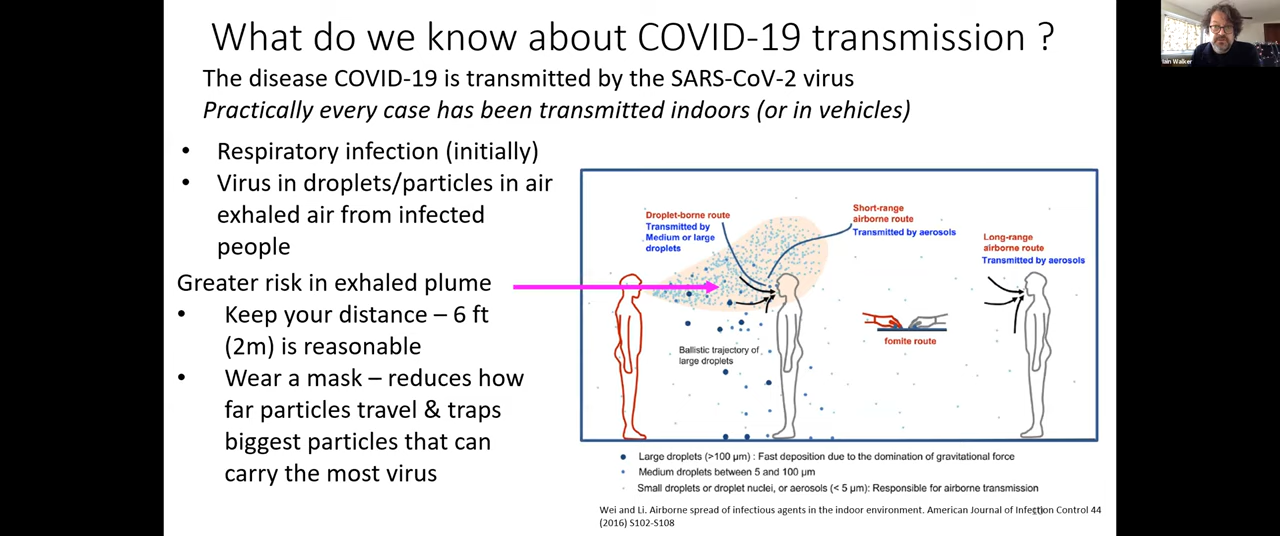 What do we know about COVID-19 transmission ?
The disease COVID-19 is transmitted by the SARS-CoV-2 virus
Practically every case has been transmitted indoors (or in vehicles)
• Respiratory infection (initially)
• Virus in droplets/particles in air
exhaled air from infected
people
Greater risk in exhaled plume
• Keep your distance – 6 ft
(2m) is reasonable
• Wear a mask – reduces how
far particles travel & traps
biggest particles that can
carry the most virus
Droplet-borne route
Transmitted by
Medium or large
droplets
Short-range
airborne route
Transmitted by aerosols
Long-range
airborne route
Transmitted by aerosols
fomite route
Ballistic trajectory of
large droplets
Large droplets (>100 µm) : Fast deposition due to the domination of gravitational force
Medium droplets between 5 and 100 µm
Small droplets or droplet nuclei, or aerosols (< 5 µm): Responsible for airborne transmission
Wei and Li. Airborne spread of infectious agents in the indoor environment. American Journal of Infection Control 44
(2016) S102-S108
Iain Walker